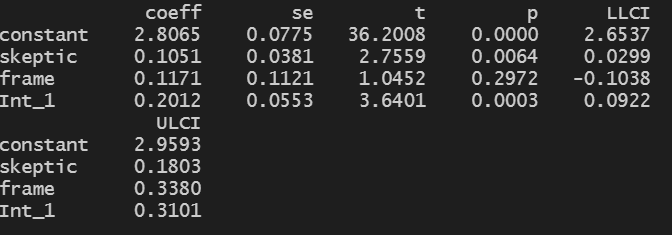 coeff        se         t         p      LLCI
constant   2.8065    0.0775   36.2008    0.0000    2.6537
skeptic    0.1051    0.0381    2.7559    0.0064    0.0299
frame      0.1171    0.1121    1.0452    0.2972   -0.1038
Int_1      0.2012    0.0553    3.6401    0.0003    0.0922
             ULCI
constant   2.9593
skeptic    0.1803
frame      0.3380
Int_1      0.3101